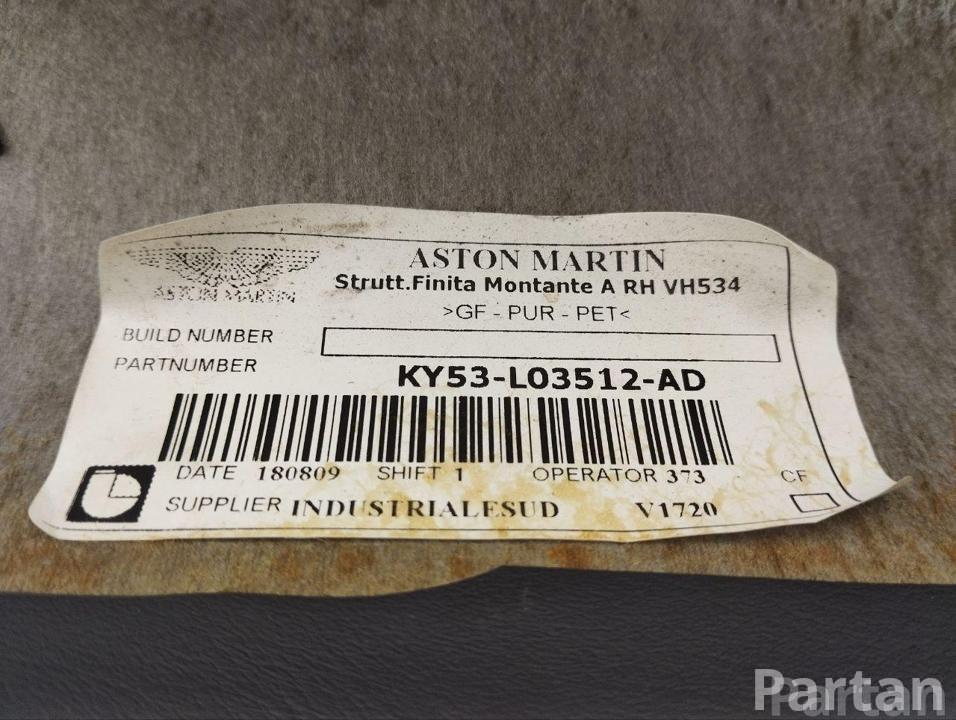 ASTON MARTIN
ASTON MARTIN
Strutt.Finita Montante A RH VH534
>GF - PUR - PET<
BUILD NUMBER
PARTNUMBER KY53-L03512-AD
DATE 180809 SHIFT 1 OPERATOR 373 CF
SUPPLIER INDUSTRIALESUD V1720
Partan